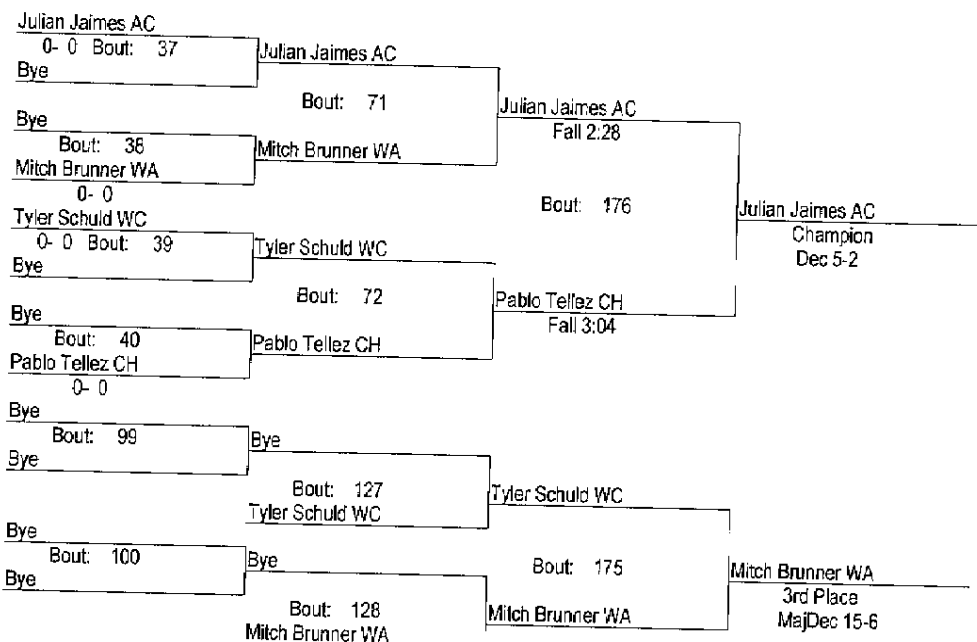 Julian Jaimes AC
0- 0 Bout: 37
Julian Jaimes AC
Bye
Bout: 71
Julian Jaimes AC
Fall 2:28
Bye
Bout: 38
Mitch Brunner WA
Mitch Brunner WA
0- 0
Bout: 176
Julian Jaimes AC
Champion
Dec 5-2
Tyler Schuld WC
0- 0 Bout: 39
Tyler Schuld WC
Bye
Bout: 72
Pablo Tellez CH
Fall 3:04
Bye
Bout: 40
Pablo Tellez CH
Pablo Tellez CH
0- 0
Bye
Bout: 99
Bye
Bye
Bout: 127
Tyler Schuld WC
Tyler Schuld WC
Bye
Bout: 100
Bye
Bye
Bout: 175
Mitch Brunner WA
3rd Place
MajDec 15-6
Bout: 128
Mitch Brunner WA
Mitch Brunner WA